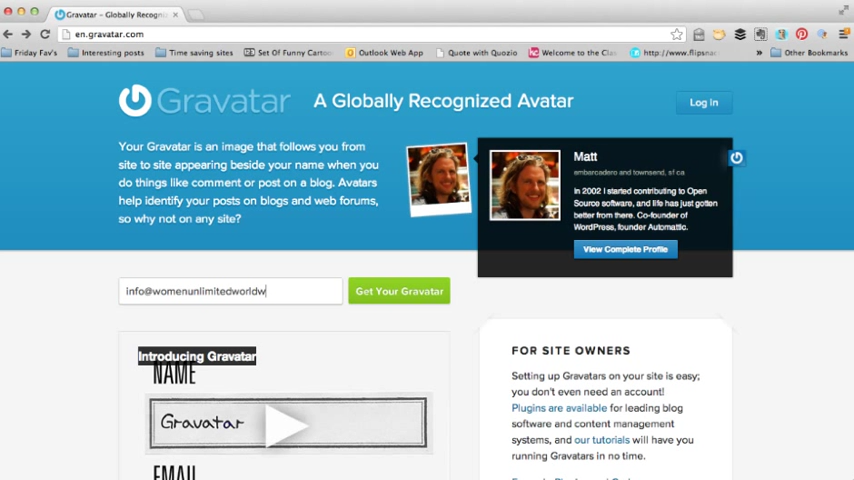 Gravatar – Globally Recogniz
en.gravatar.com
Friday Fav's
Interesting posts
Time saving sites
Set Of Funny Cartoo
Outlook Web App
Quote with Quozio
Welcome to the Clas
http://www.flipsna
»
Other Bookmarks
Gravatar
A Globally Recognized Avatar
Log in
Your Gravatar is an image that follows you from
site to site appearing beside your name when you
do things like comment or post on a blog. Avatars
help identify your posts on blogs and web forums,
so why not on any site?
Matt
embarcadero and townsend, sf ca
In 2002 I started contributing to Open
Source software, and life has just gotten
better from there. Co-founder of
WordPress, founder Automattic.
View Complete Profile
info@womenunlimitedworldw
Get Your Gravatar
Introducing Gravatar
NAME
Gravatar
EMAIL
FOR SITE OWNERS
Setting up Gravatars on your site is easy;
you don't even need an account!
Plugins are available for leading blog
software and content management
systems, and our tutorials will have you
running Gravatars in no time.